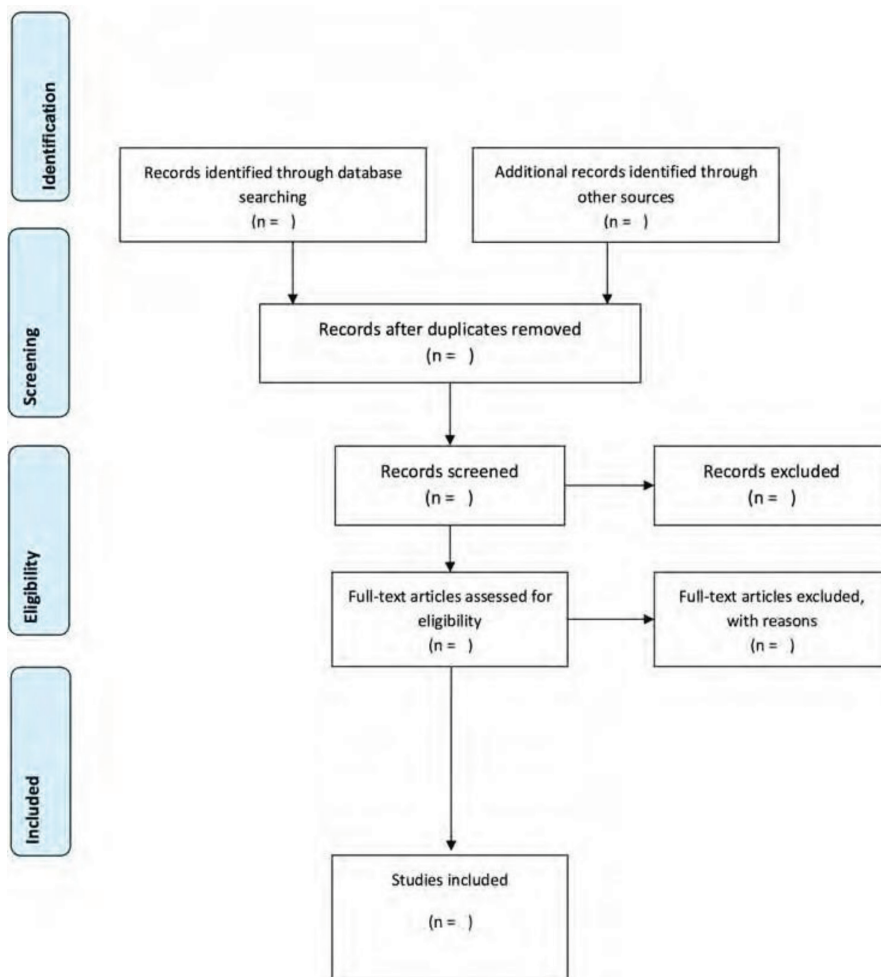 Identification
Records identified through database
searching
(n =   )
Additional records identified through
other sources
(n =   )
Screening
Records after duplicates removed
(n =   )
Records screened
(n =   )
Records excluded
(n =   )
Eligibility
Full-text articles assessed for
eligibility
(n =   )
Full-text articles excluded,
with reasons
(n =   )
Included
Studies included
(n =   )